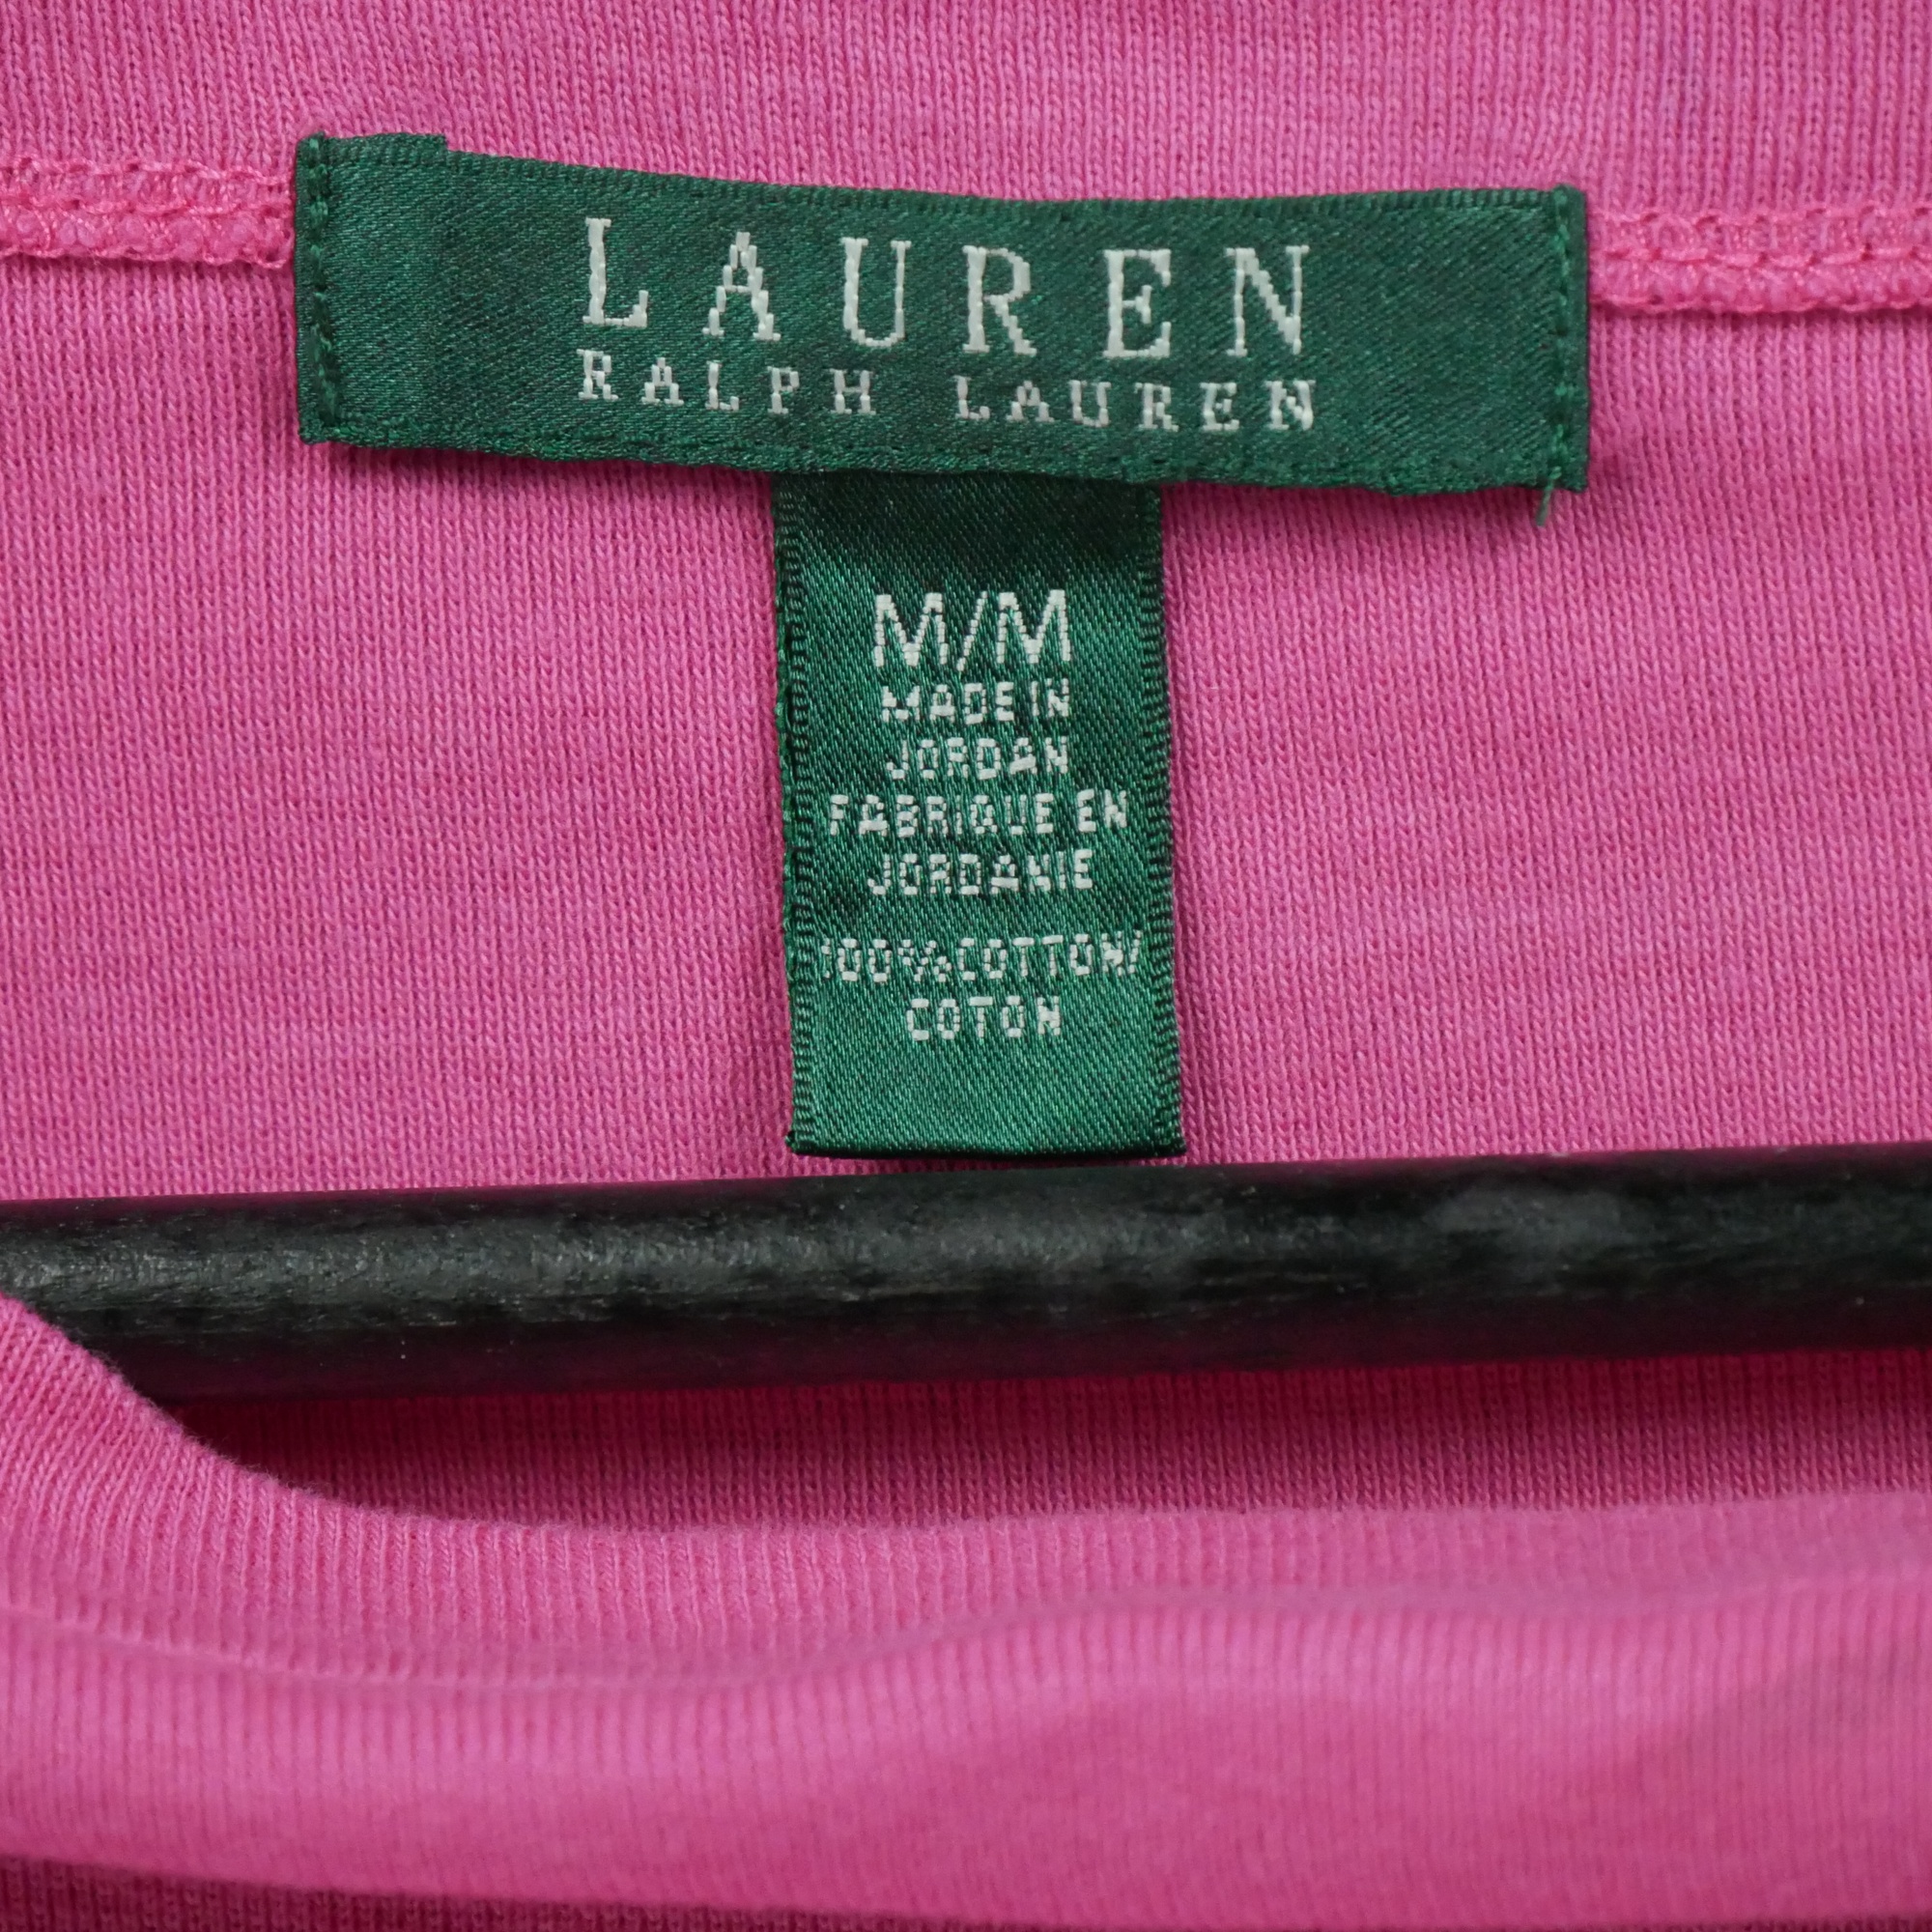 LAUREN
RALPH LAUREN
M/M
MADE IN
JORDAN
FABRIQUE EN
JORDANIE
100% COTTON/
COTON